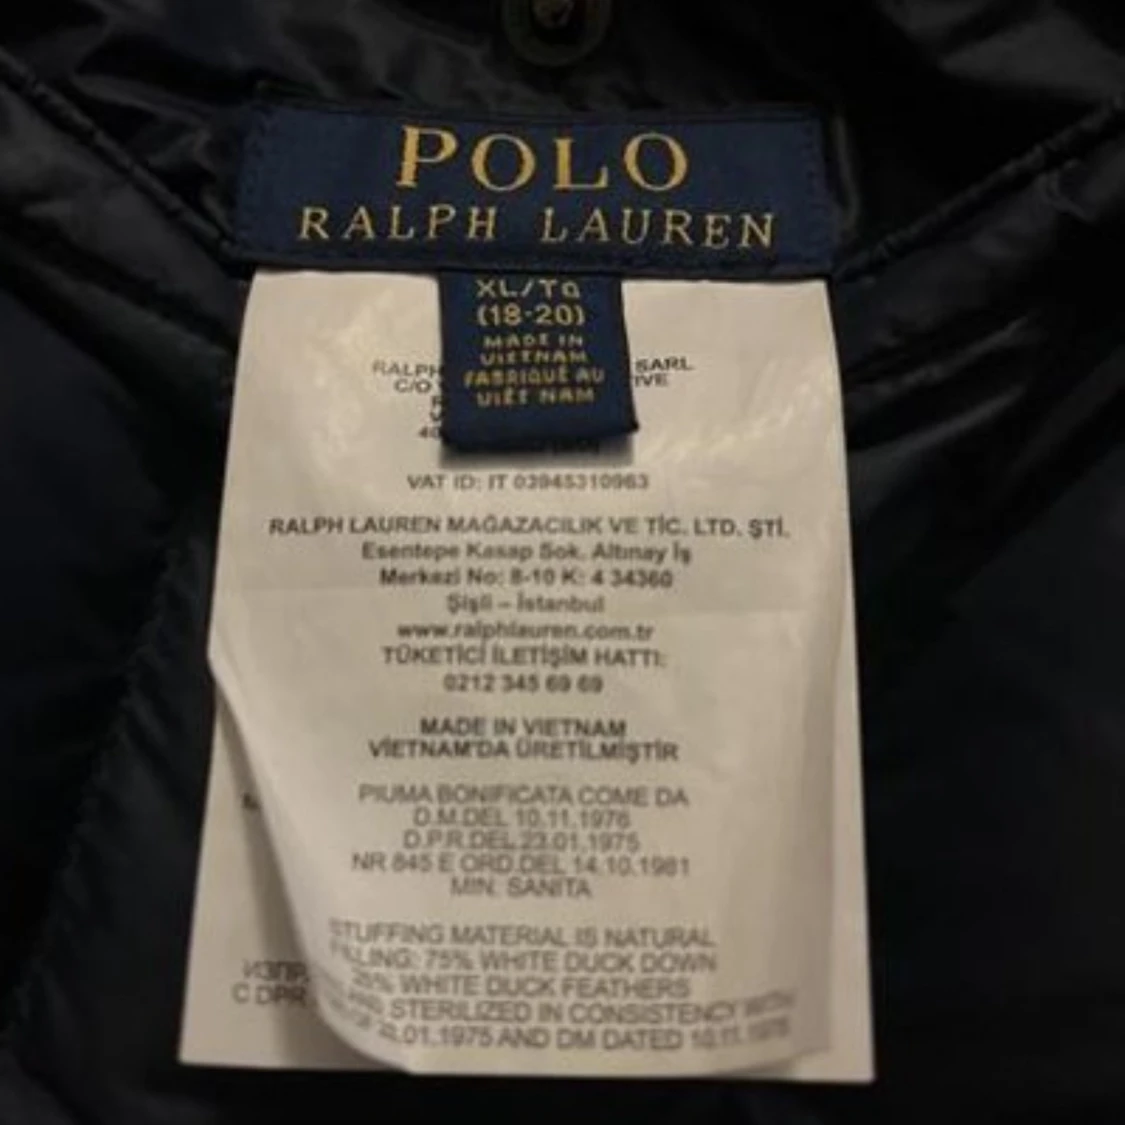 POLO
RALPH LAUREN
XL/TG
(18-20)
MADE IN
VIETNAM
FABRIQUÉ AU
VIÊT NAM
RALPH SARL
C/O
VAT ID: IT 03945310963
RALPH LAUREN MAĞAZACILIK VE TİC. LTD. ŞTİ.
Esentepe Kasap Sok. Altınay İş
Merkezi No: 8-10 K: 4 34360
Şişli – İstanbul
www.ralphlauren.com.tr
TÜKETİCİ İLETİŞİM HATTI:
0212 345 69 69
MADE IN VIETNAM
VİETNAM'DA ÜRETİLMİŞTİR
PIUMA BONIFICATA COME DA
D.M.DEL 10.11.1976
D.P.R.DEL 23.01.1975
NR 845 E ORD.DEL 14.10.1981
MIN. SANITA
STUFFING MATERIAL IS NATURAL
FILLING: 75% WHITE DUCK DOWN
25% WHITE DUCK FEATHERS
AND STERILIZED IN CONSISTENCY WITH
.01.1975 AND DM DATED 10.11.1976
С DPR